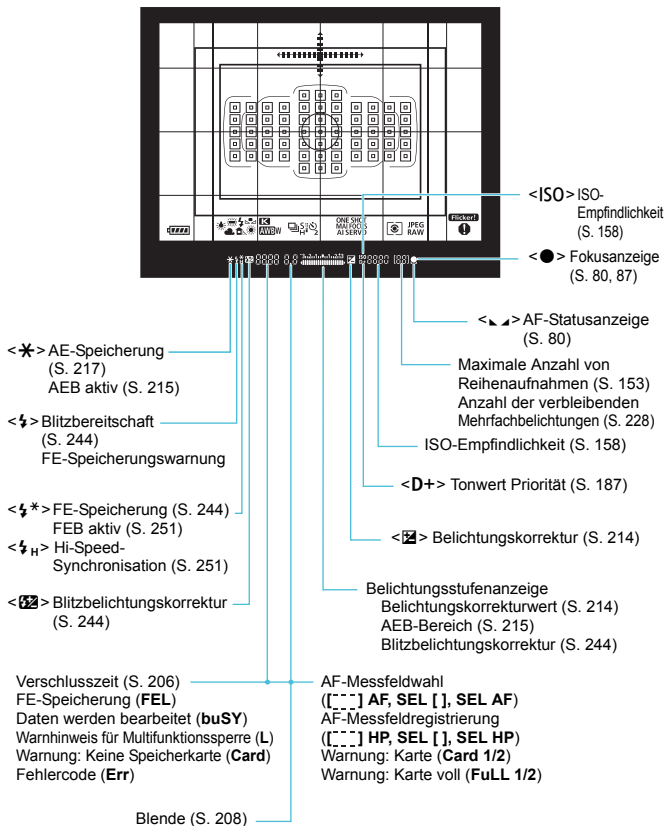 Flicker!
K
AWB W
S
H
2
ONE SHOT
MAI FOCUS
AI SERVO
JPEG
RAW
<ISO> ISO-
Empfindlichkeit
(S. 158)
<●> Fokusanzeige
(S. 80, 87)
<◣ ◢> AF-Statusanzeige
(S. 80)
Maximale Anzahl von
Reihenaufnahmen (S. 153)
Anzahl der verbleibenden
Mehrfachbelichtungen (S. 228)
ISO-Empfindlichkeit (S. 158)
<D+> Tonwert Priorität (S. 187)
<> Belichtungskorrektur (S. 214)
<✱> AE-Speicherung
(S. 217)
AEB aktiv (S. 215)
<⚡> Blitzbereitschaft
(S. 244)
FE-Speicherungswarnung
<⚡*> FE-Speicherung (S. 244)
FEB aktiv (S. 251)
<⚡H> Hi-Speed-
Synchronisation (S. 251)
<> Blitzbelichtungskorrektur
(S. 244)
Belichtungsstufenanzeige
Belichtungskorrekturwert (S. 214)
AEB-Bereich (S. 215)
Blitzbelichtungskorrektur (S. 244)
Verschlusszeit (S. 206)
FE-Speicherung (FEL)
Daten werden bearbeitet (buSY)
Warnhinweis für Multifunktionssperre (L)
Warnung: Keine Speicherkarte (Card)
Fehlercode (Err)
AF-Messfeldwahl
([ ] AF, SEL [ ], SEL AF)
AF-Messfeldregistrierung
([ ] HP, SEL [ ], SEL HP)
Warnung: Karte (Card 1/2)
Warnung: Karte voll (FuLL 1/2)
Blende (S. 208)